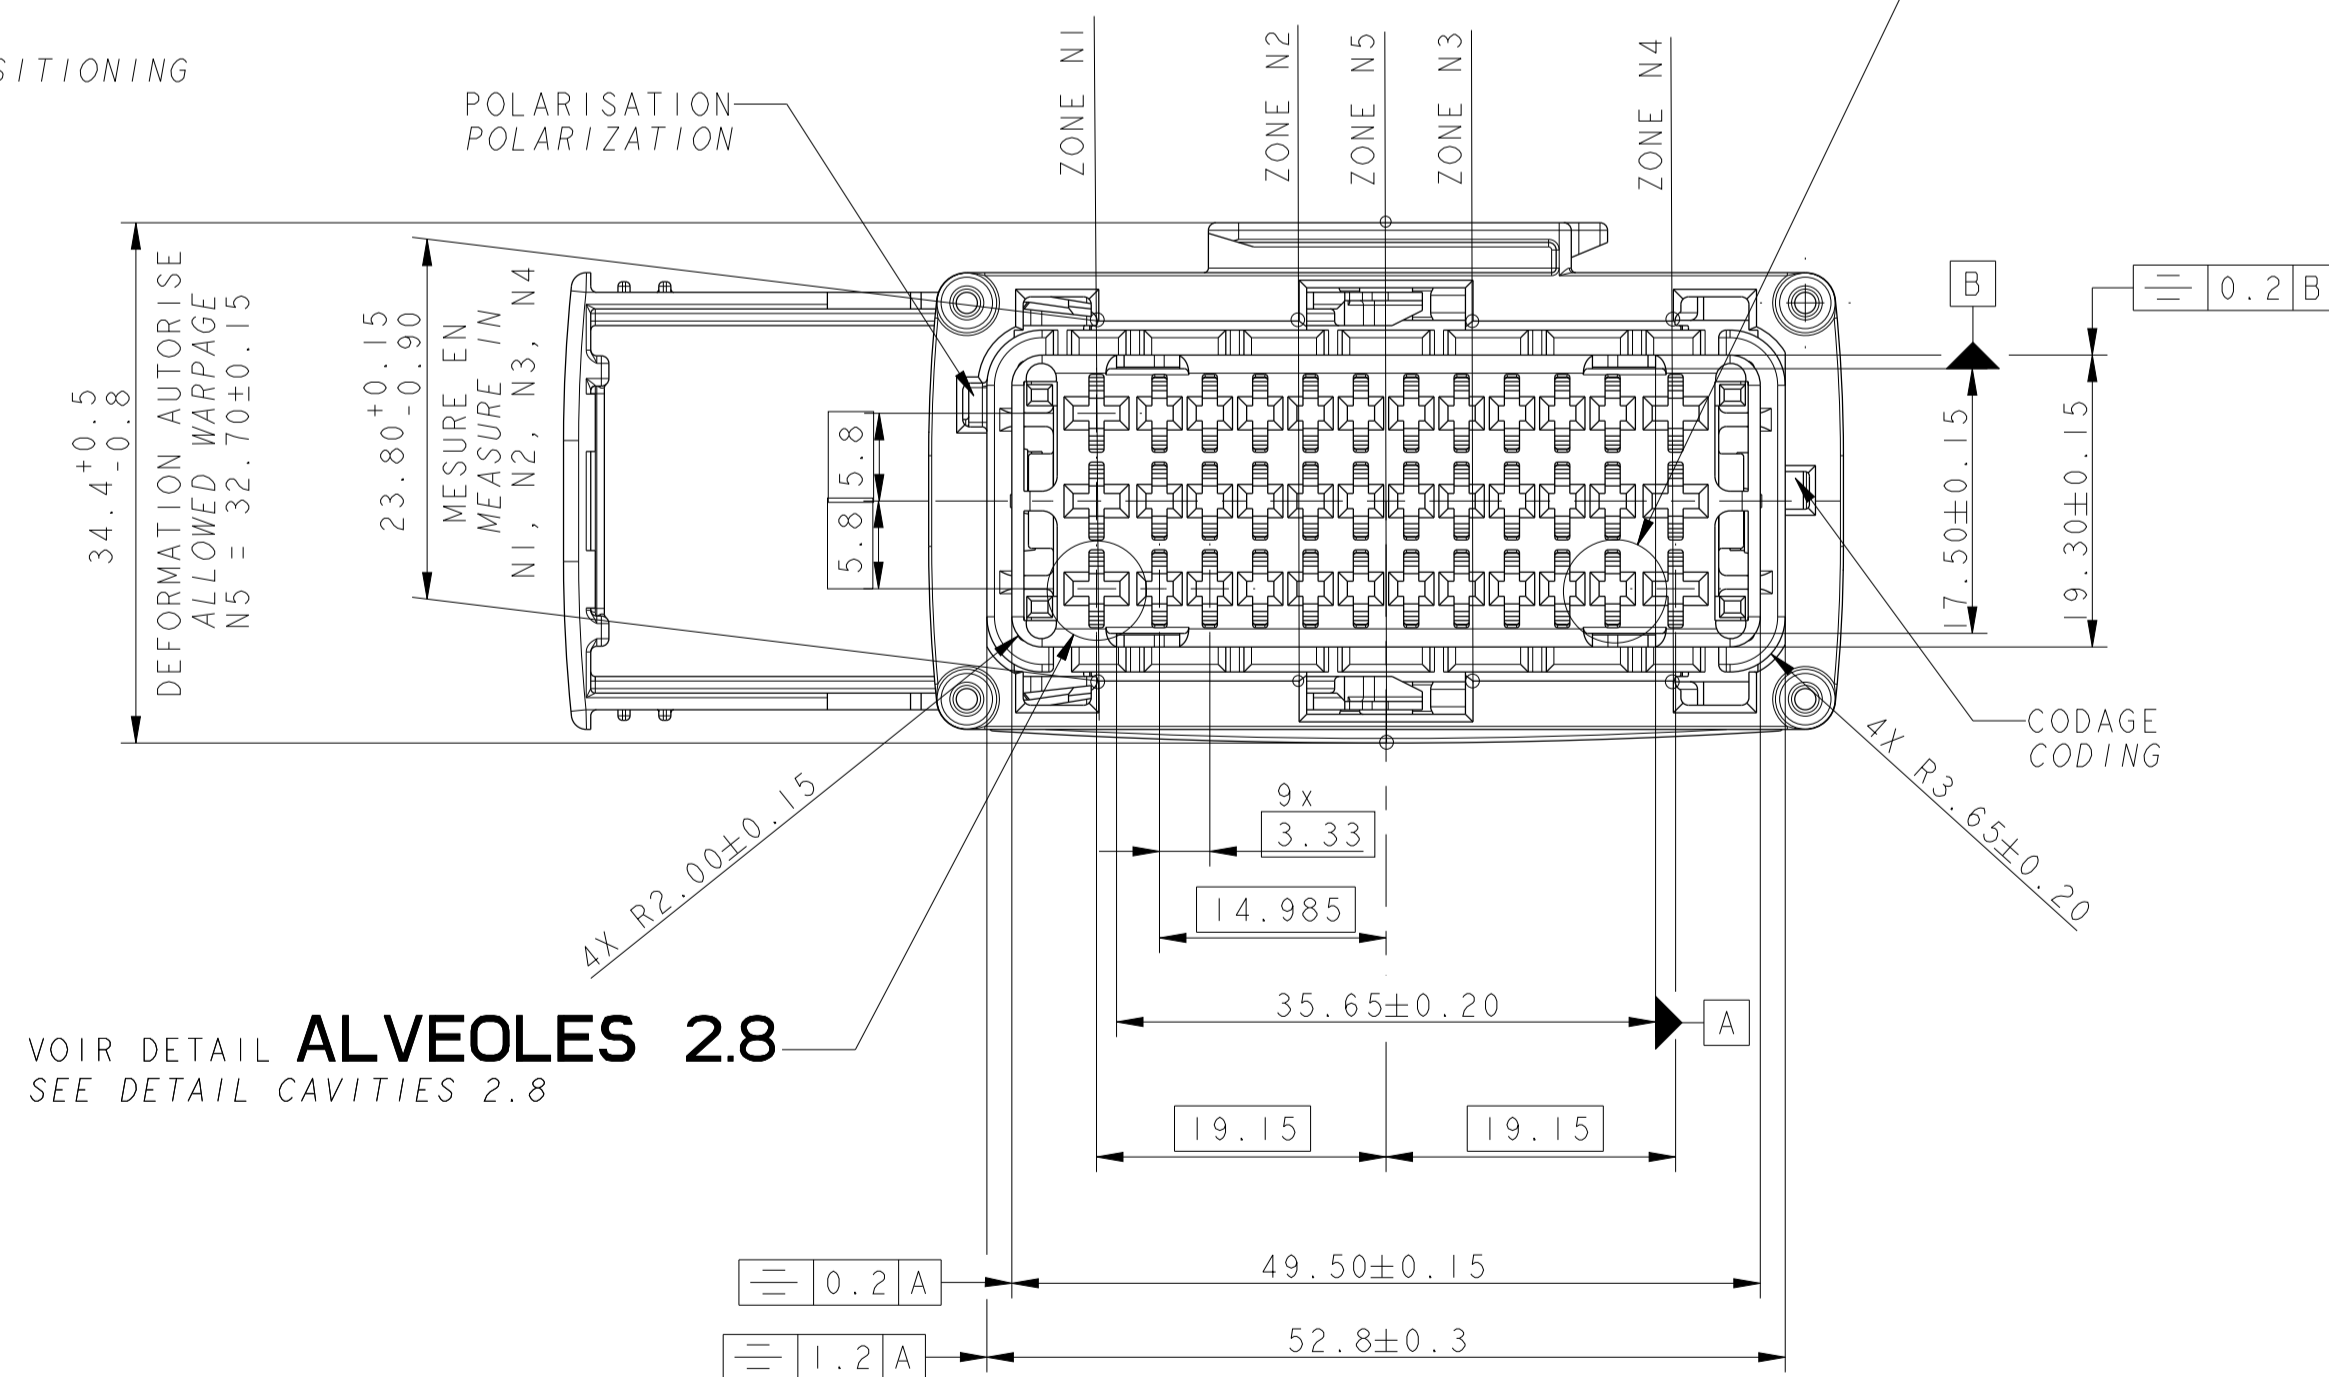 SITIONING
POLARISATION
POLARIZATION
ZONE N1
ZONE N2
ZONE N5
ZONE N3
ZONE N4
34.4 +0.5 -0.8
DEFORMATION AUTORISE
ALLOWED WARPAGE
N5 = 32.70±0.15
23.80 +0.15 -0.90
MESURE EN
MEASURE IN
N1, N2, N3, N4
5.8
5.8
B
0.2 B
17.50±0.15
19.30±0.15
CODAGE
CODING
4X R2.00±0.15
4X R3.65±0.20
9x
3.33
14.985
35.65±0.20
A
VOIR DETAIL ALVEOLES 2.8
SEE DETAIL CAVITIES 2.8
19.15
19.15
0.2 A
49.50±0.15
1.2 A
52.8±0.3